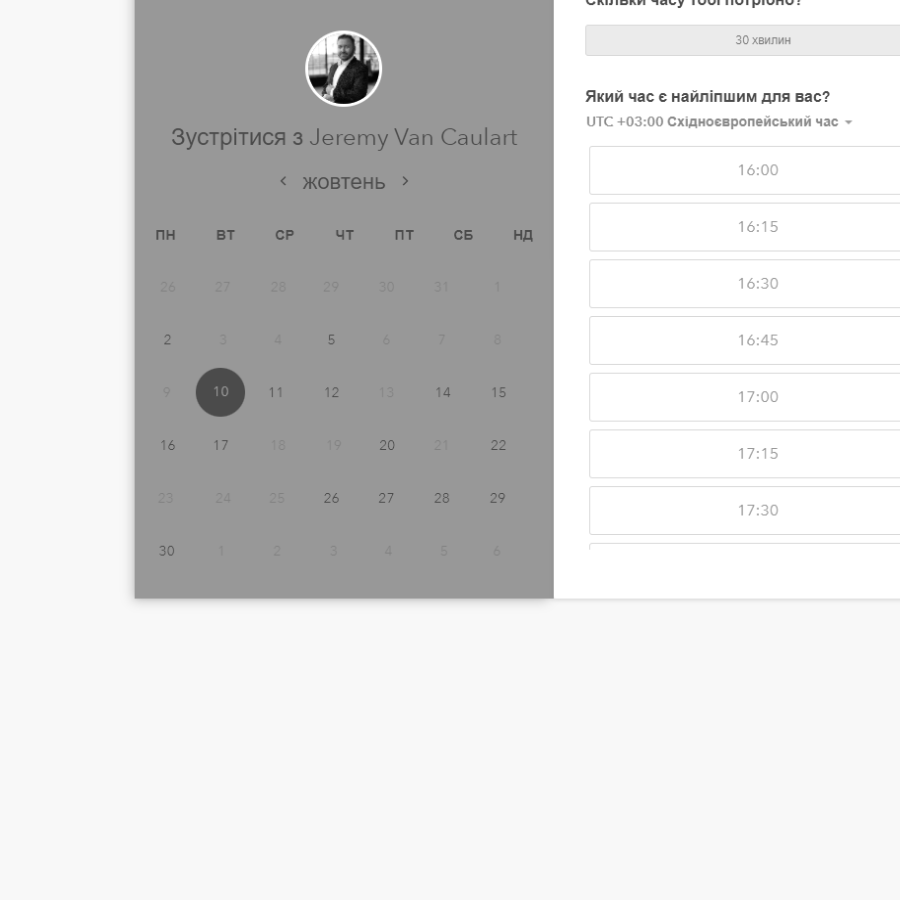 Зустрітися з Jeremy Van Caulart
‹ жовтень ›
ПН ВТ СР ЧТ ПТ СБ НД
26 27 28 29 30 31 1
2 3 4 5 6 7 8
9 10 11 12 13 14 15
16 17 18 19 20 21 22
23 24 25 26 27 28 29
30 1 2 3 4 5 6
Скільки часу тобі потрібно?
30 хвилин
Який час є найліпшим для вас?
UTC +03:00 Східноєвропейський час
16:00
16:15
16:30
16:45
17:00
17:15
17:30